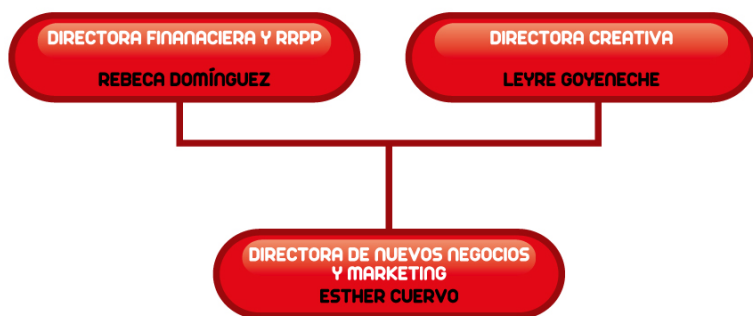 DIRECTORA FINANACIERA Y RRPP
REBECA DOMÍNGUEZ
DIRECTORA CREATIVA
LEYRE GOYENECHE
DIRECTORA DE NUEVOS NEGOCIOS
Y MARKETING
ESTHER CUERVO